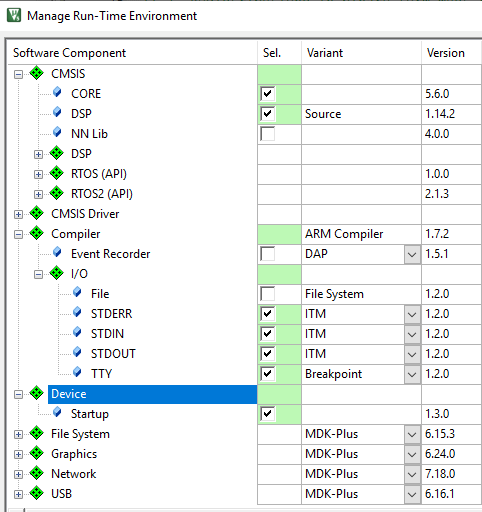 Manage Run-Time Environment
Software Component Sel. Variant Version
CMSIS
CORE 5.6.0
DSP Source 1.14.2
NN Lib 4.0.0
DSP
RTOS (API) 1.0.0
RTOS2 (API) 2.1.3
CMSIS Driver
Compiler ARM Compiler 1.7.2
Event Recorder DAP 1.5.1
I/O
File File System 1.2.0
STDERR ITM 1.2.0
STDIN ITM 1.2.0
STDOUT ITM 1.2.0
TTY Breakpoint 1.2.0
Device
Startup 1.3.0
File System MDK-Plus 6.15.3
Graphics MDK-Plus 6.24.0
Network MDK-Plus 7.18.0
USB MDK-Plus 6.16.1